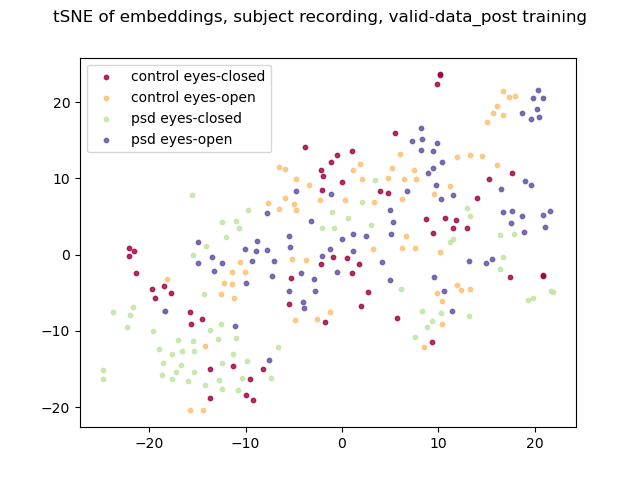 tSNE of embeddings, subject recording, valid-data_post training
control eyes-closed
control eyes-open
psd eyes-closed
psd eyes-open
20
10
0
−10
−20
−20
−10
0
10
20